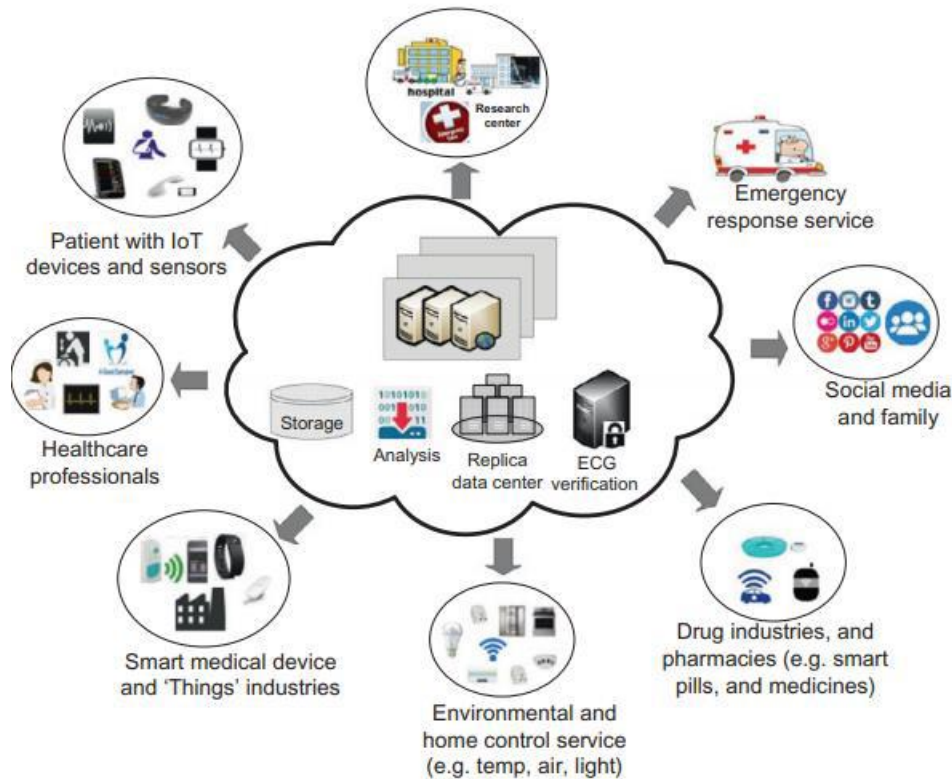 hospital
Research
center
Emergency
response service
Patient with IoT
devices and sensors
Social media
and family
Healthcare
professionals
Storage
10101010
Analysis
Replica
data center
ECG
verification
Smart medical device
and ‘Things’ industries
Drug industries, and
pharmacies (e.g. smart
pills, and medicines)
Environmental and
home control service
(e.g. temp, air, light)